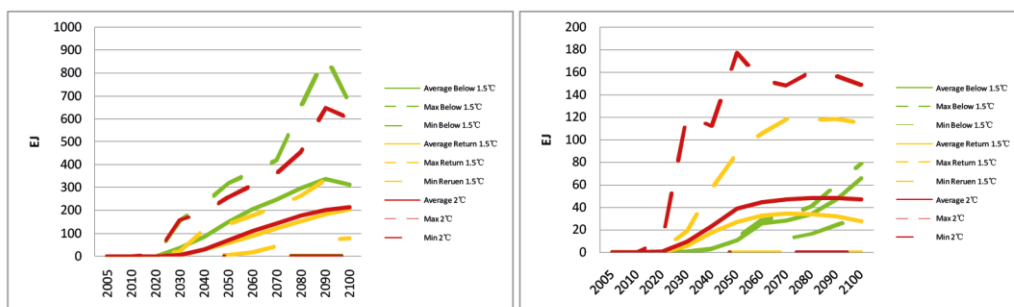 1000
900
800
700
600
500
400
300
200
100
0
EJ
2005
2010
2020
2030
2040
2050
2060
2070
2080
2090
2100
Average Below 1.5℃
Max Below 1.5℃
Min Below 1.5℃
Average Return 1.5℃
Max Return 1.5℃
Min Reruen 1.5℃
Average 2℃
Max 2℃
Min 2℃
200
180
160
140
120
100
80
60
40
20
0
EJ
2005
2010
2020
2030
2040
2050
2060
2070
2080
2090
2100
Average Below 1.5℃
Max Below 1.5℃
Min Below 1.5℃
Average Return 1.5℃
Max Return 1.5℃
Min Reruen 1.5℃
Average 2℃
Max 2℃
Min 2℃